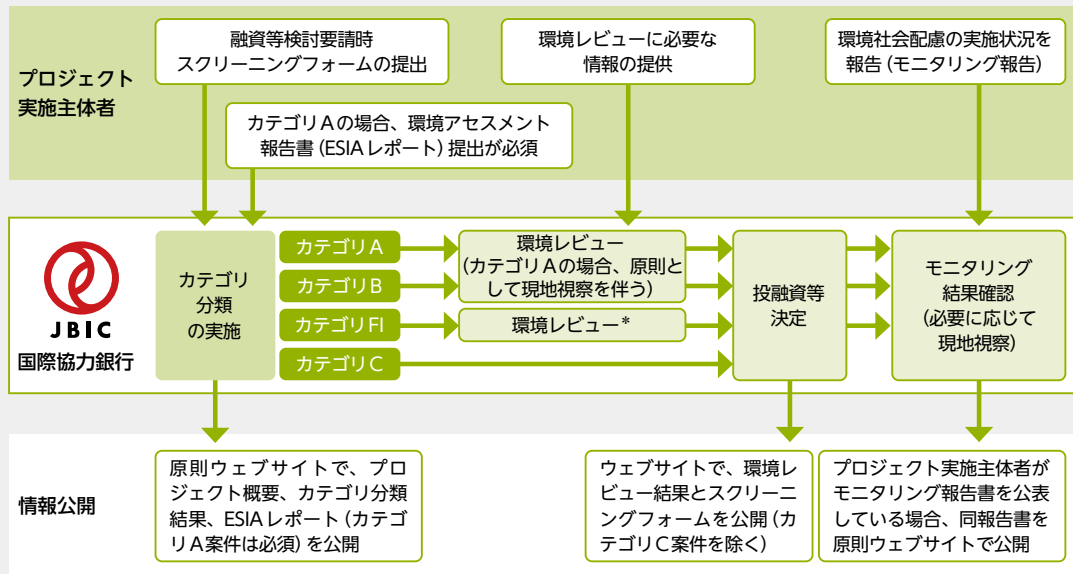 プロジェクト
実施主体者
融資等検討要請時
スクリーニングフォームの提出
カテゴリAの場合、環境アセスメント
報告書（ESIAレポート）提出が必須
環境レビューに必要な
情報の提供
環境社会配慮の実施状況を
報告（モニタリング報告）
JBIC
国際協力銀行
カテゴリ
分類
の実施
カテゴリA
カテゴリB
カテゴリFI
カテゴリC
環境レビュー
（カテゴリAの場合、原則と
して現地視察を伴う）
環境レビュー*
投融資等
決定
モニタリング
結果確認
（必要に応じて
現地視察）
情報公開
原則ウェブサイトで、プロ
ジェクト概要、カテゴリ分類
結果、ESIAレポート（カテゴ
リA案件は必須）を公開
ウェブサイトで、環境レ
ビュー結果とスクリーニ
ングフォームを公開（カ
テゴリC案件を除く）
プロジェクト実施主体者が
モニタリング報告書を公表
している場合、同報告書を
原則ウェブサイトで公開